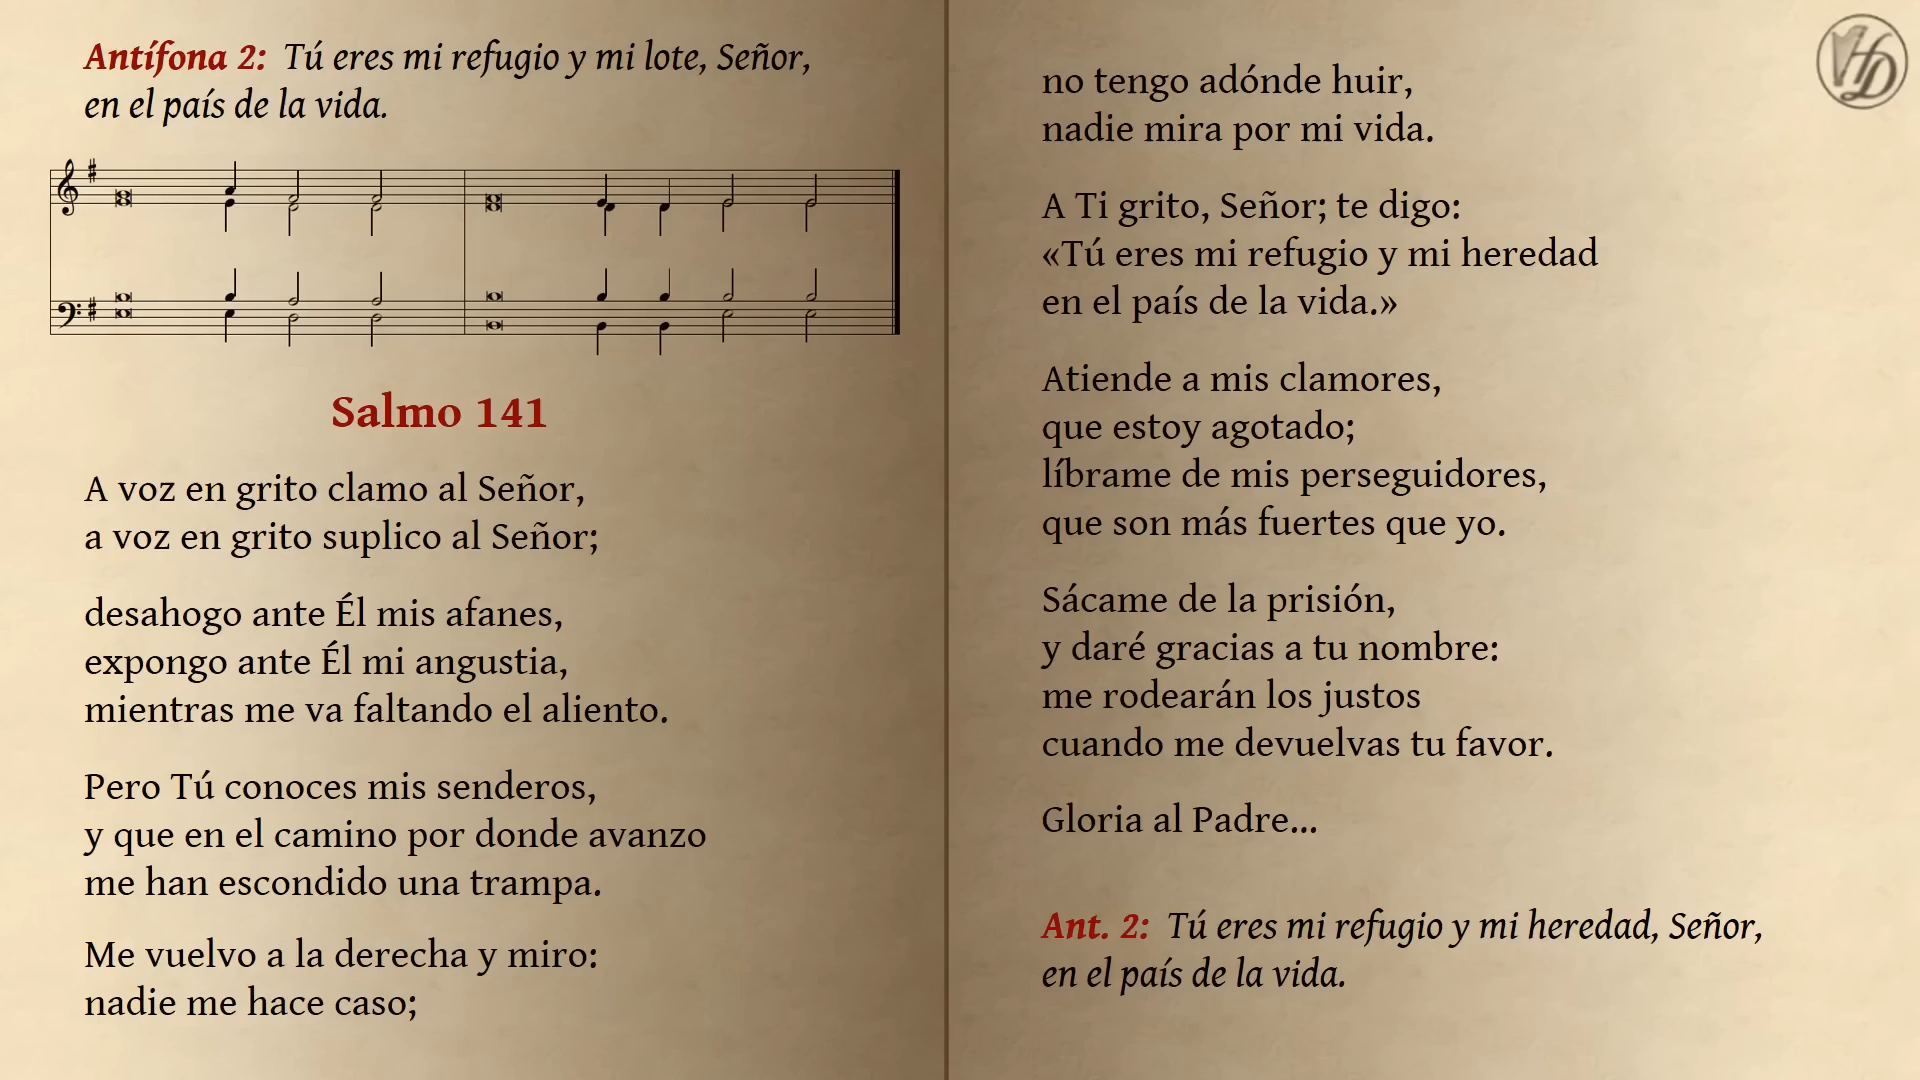 Antífona 2: Tú eres mi refugio y mi lote, Señor,
en el país de la vida.
Salmo 141
A voz en grito clamo al Señor,
a voz en grito suplico al Señor;
desahogo ante Él mis afanes,
expongo ante Él mi angustia,
mientras me va faltando el aliento.
Pero Tú conoces mis senderos,
y que en el camino por donde avanzo
me han escondido una trampa.
Me vuelvo a la derecha y miro:
nadie me hace caso;
no tengo adónde huir,
nadie mira por mi vida.
A Ti grito, Señor; te digo:
«Tú eres mi refugio y mi heredad
en el país de la vida.»
Atiende a mis clamores,
que estoy agotado;
líbrame de mis perseguidores,
que son más fuertes que yo.
Sácame de la prisión,
y daré gracias a tu nombre:
me rodearán los justos
cuando me devuelvas tu favor.
Gloria al Padre...
Ant. 2: Tú eres mi refugio y mi heredad, Señor,
en el país de la vida.
HD